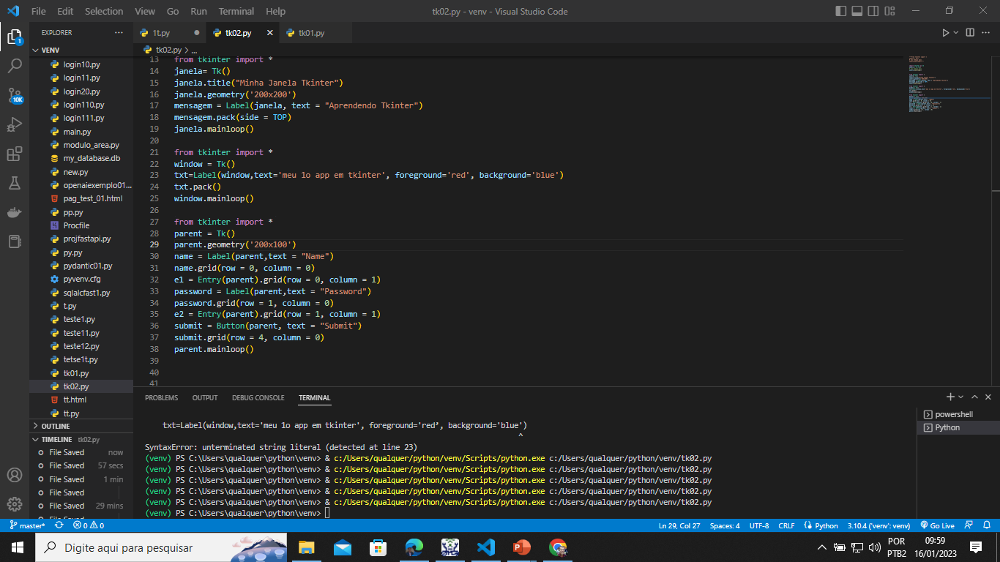 File Edit Selection View Go Run Terminal Help
tk02.py - venv - Visual Studio Code
EXPLORER
1t.py
tk02.py
tk01.py
VENV
tk02.py > ...
login10.py
login11.py
login20.py
login110.py
login111.py
main.py
modulo_area.py
my_database.db
new.py
openaiexemplo01...
pag_test_01.html
pp.py
Procfile
projfastapi.py
py.py
pydantic01.py
pyvenv.cfg
sqlalcfast1.py
t.py
teste1.py
teste11.py
teste12.py
tetse1t.py
tk01.py
tk02.py
tt.html
tt.py
OUTLINE
TIMELINE tk02.py
File Saved now
File Saved 57 secs
File Saved 1 min
File Saved
File Saved 29 mins
1
10K
13 from tkinter import *
14 janela= Tk()
15 janela.title("Minha Janela Tkinter")
16 janela.geometry('200x200')
17 mensagem = Label(janela, text = "Aprendendo Tkinter")
18 mensagem.pack(side = TOP)
19 janela.mainloop()
20
21 from tkinter import *
22 window = Tk()
23 txt=Label(window,text='meu 1o app em tkinter', foreground='red', background='blue')
24 txt.pack()
25 window.mainloop()
26
27 from tkinter import *
28 parent = Tk()
29 parent.geometry('200x100')
30 name = Label(parent,text = "Name")
31 name.grid(row = 0, column = 0)
32 e1 = Entry(parent).grid(row = 0, column = 1)
33 password = Label(parent,text = "Password")
34 password.grid(row = 1, column = 0)
35 e2 = Entry(parent).grid(row = 1, column = 1)
36 submit = Button(parent, text = "Submit")
37 submit.grid(row = 4, column = 0)
38 parent.mainloop()
39
40
41
PROBLEMS OUTPUT DEBUG CONSOLE TERMINAL
txt=Label(window,text='meu 1o app em tkinter', foreground='red’, background='blue')
^
SyntaxError: unterminated string literal (detected at line 23)
(venv) PS C:\Users\qualquer\python\venv> & c:/Users/qualquer/python/venv/Scripts/python.exe c:/Users/qualquer/python/venv/tk02.py
(venv) PS C:\Users\qualquer\python\venv> & c:/Users/qualquer/python/venv/Scripts/python.exe c:/Users/qualquer/python/venv/tk02.py
(venv) PS C:\Users\qualquer\python\venv> & c:/Users/qualquer/python/venv/Scripts/python.exe c:/Users/qualquer/python/venv/tk02.py
(venv) PS C:\Users\qualquer\python\venv> & c:/Users/qualquer/python/venv/Scripts/python.exe c:/Users/qualquer/python/venv/tk02.py
(venv) PS C:\Users\qualquer\python\venv> & c:/Users/qualquer/python/venv/Scripts/python.exe c:/Users/qualquer/python/venv/tk02.py
(venv) PS C:\Users\qualquer\python\venv>
powershell
Python
master* 0 0
Ln 29, Col 27 Spaces: 4 UTF-8 CRLF Python 3.10.4 ('venv': venv) Go Live
Digite aqui para pesquisar
POR
PTB2
09:59
16/01/2023